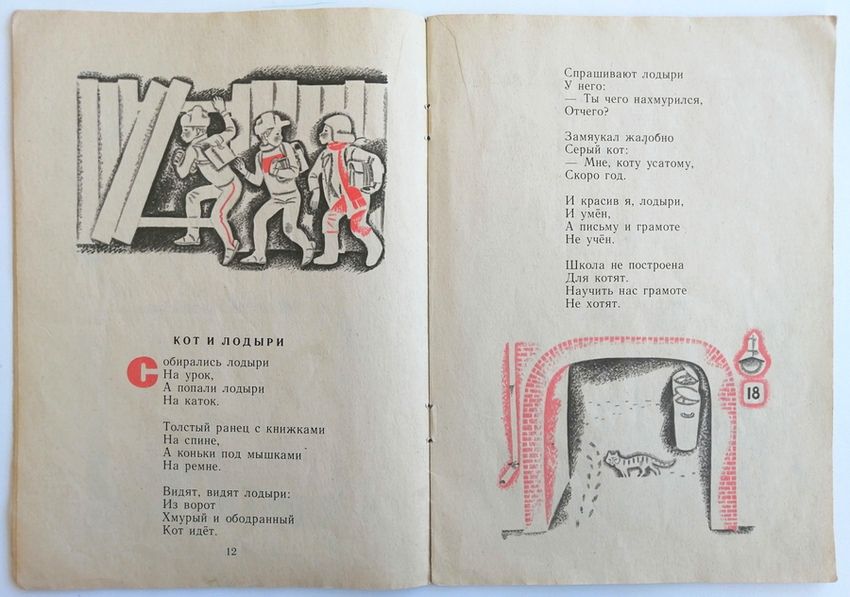 КОТ И ЛОДЫРИ
Собирались лодыри
На урок,
А попали лодыри
На каток.
Толстый ранец с книжками
На спине,
А коньки под мышками
На ремне.
Видят, видят лодыри:
Из ворот
Хмурый и ободранный
Кот идёт.
12
Спрашивают лодыри
У него:
— Ты чего нахмурился,
Отчего?
Замяукал жалобно
Серый кот:
— Мне, коту усатому,
Скоро год.
И красив я, лодыри,
И умён,
А письму и грамоте
Не учён.
Школа не построена
Для котят.
Научить нас грамоте
Не хотят.
18